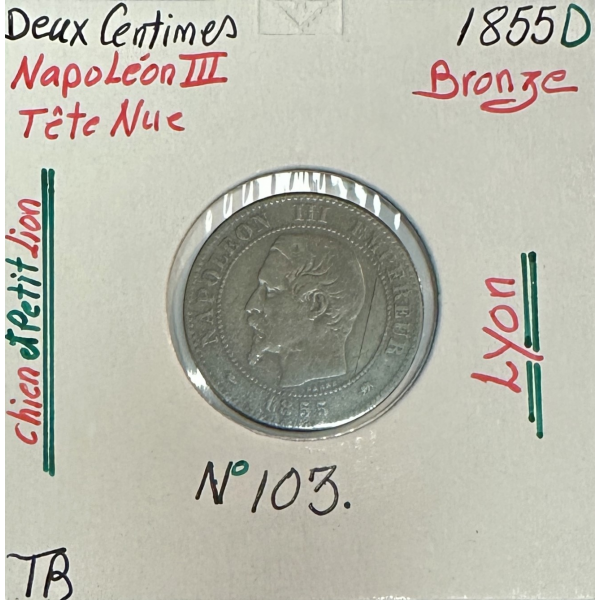 Deux Centimes
Napoléon III
Tête Nue
1855D
Bronze
Chien et Petit Lion
NAPOLEON III EMPEREUR
1855
Lyon
N° 103.
TB